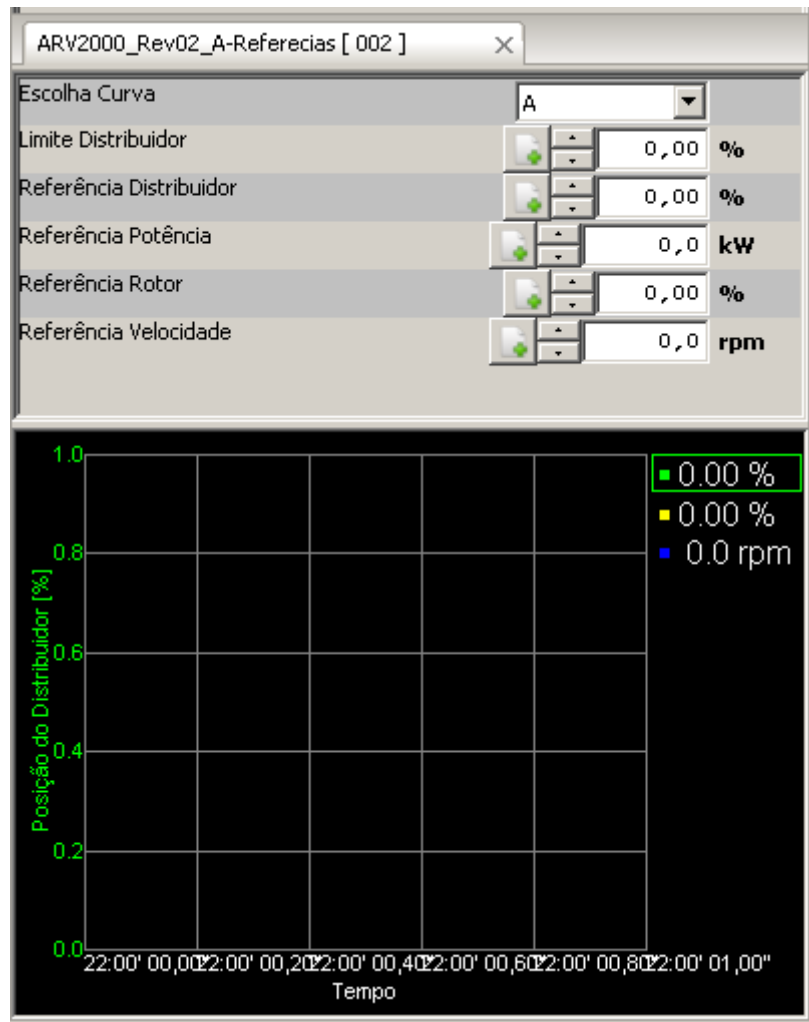 ARV2000_Rev02_A-Referecias [ 002 ]
Escolha Curva A
Limite Distribuidor 0,00 %
Referência Distribuidor 0,00 %
Referência Potência 0,0 kW
Referência Rotor 0,00 %
Referência Velocidade 0,0 rpm
1.0
0.8
0.6
0.4
0.2
0.0
Posição do Distribuidor [%]
0.00 %
0.00 %
0.0 rpm
22:00' 00,00" 22:00' 00,20" 22:00' 00,40" 22:00' 00,60" 22:00' 00,80" 22:00' 01,00"
Tempo